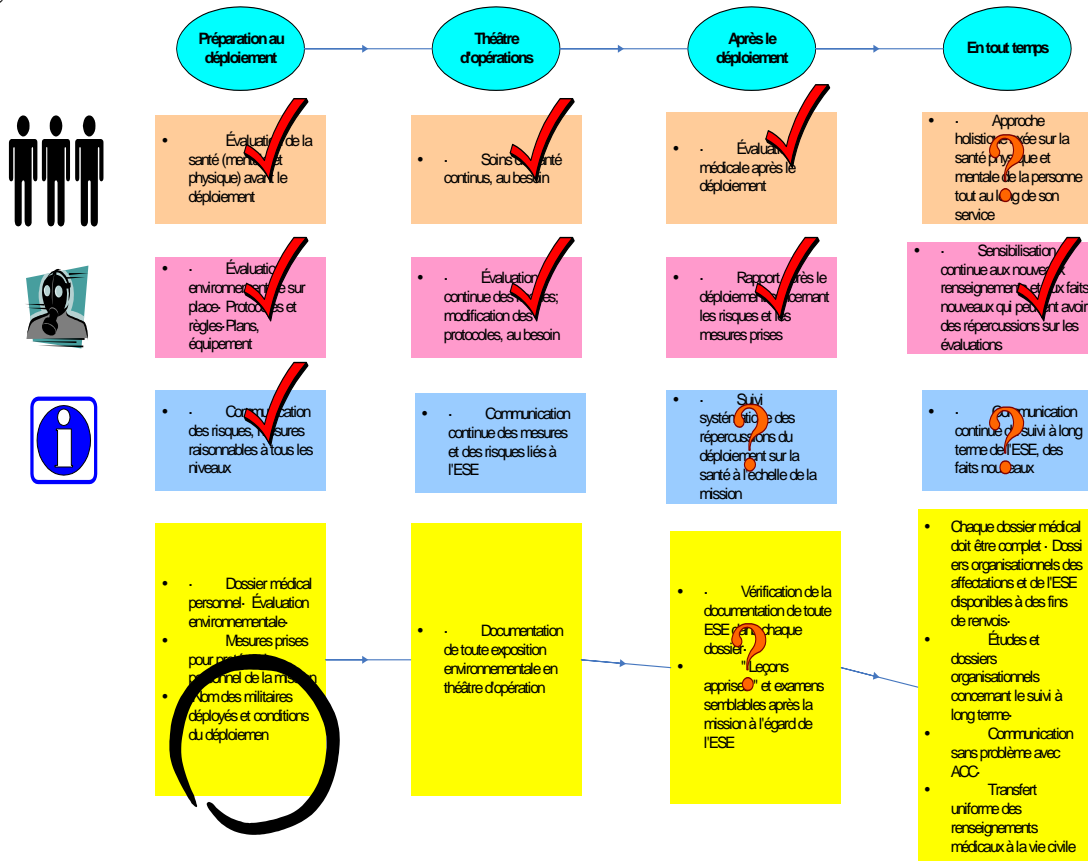 Préparation au
déploiement
Théâtre
d'opérations
Après le
déploiement
En tout temps
• · Évaluation de la
santé (mentale et
physique) avant le
déploiement
• · Soins de santé
continus, au besoin
• · Évaluation
médicale après le
déploiement
• · Approche
holistique axée sur la
santé physique et
mentale de la personne
tout au long de son
service
• · Évaluation
environnementale sur
place· Protocoles et
règles·Plans,
équipement
• · Évaluation
continue des risques;
modification des
protocoles, au besoin
• · Rapport après le
déploiement concernant
les risques et les
mesures prises
• · Sensibilisation
continue aux nouveaux
renseignements et aux faits
nouveaux qui peuvent avoir
des répercussions sur les
évaluations
• · Communication
des risques, mesures
raisonnables à tous les
niveaux
• · Communication
continue des mesures
et des risques liés à
l'ESE
• · Suivi
systématique des
répercussions du
déploiement sur la
santé à l'échelle de la
mission
• · Communication
continue du suivi à long
terme de l'ESE, des
faits nouveaux
• · Dossier médical
personnel· Évaluation
environnementale·
• Mesures prises
pour
personnel de la mission
• Nom des militaires
déployés et conditions
du déploiemen
• · Documentation
de toute exposition
environnementale en
théâtre d'opération
• · Vérification de la
documentation de toute
ESE dans chaque
dossier·
• "Leçons
apprises" et examens
semblables après la
mission à l'égard de
l'ESE
• Chaque dossier médical
doit être complet · Dossi
ers organisationnels des
affectations et de l'ESE
disponibles à des fins
de renvois·
• Études et
dossiers
organisationnels
concernant le suivi à
long terme·
• Communication
sans problème avec
ACC·
• Transfert
uniforme des
renseignements
médicaux à la vie civile